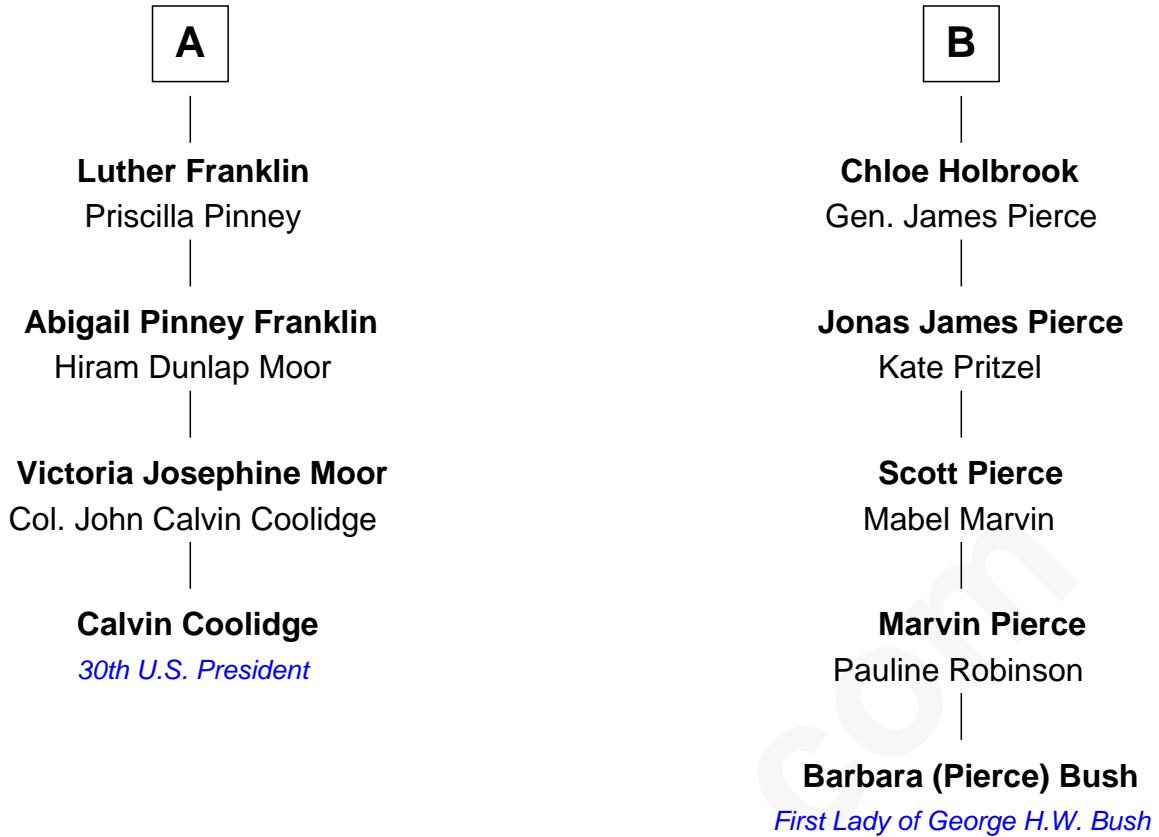 A
Luther Franklin
Priscilla Pinney
Abigail Pinney Franklin
Hiram Dunlap Moor
Victoria Josephine Moor
Col. John Calvin Coolidge
Calvin Coolidge
30th U.S. President
B
Chloe Holbrook
Gen. James Pierce
Jonas James Pierce
Kate Pritzel
Scott Pierce
Mabel Marvin
Marvin Pierce
Pauline Robinson
Barbara (Pierce) Bush
First Lady of George H.W. Bush
com